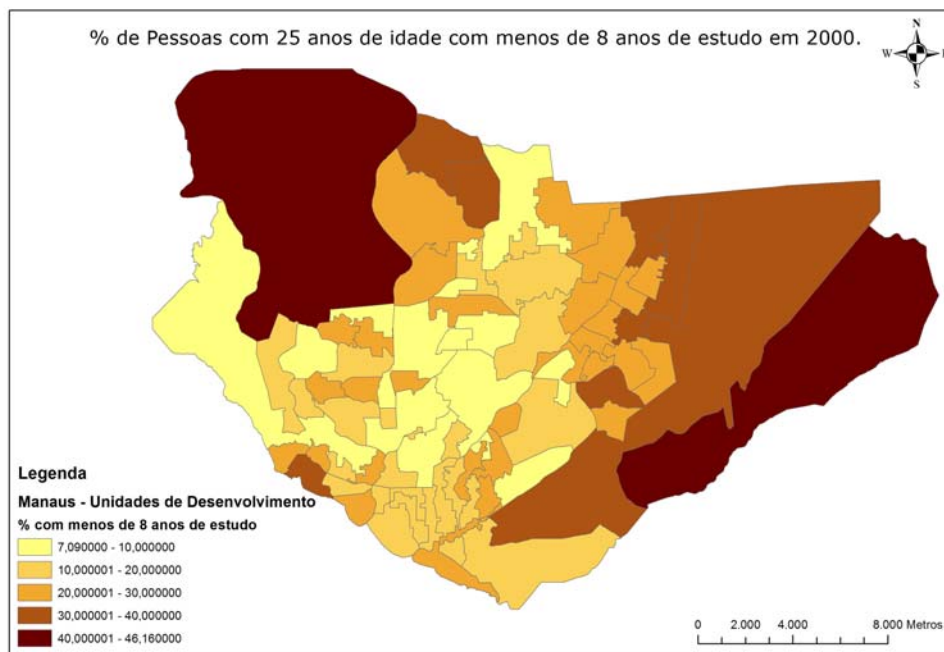 % de Pessoas com 25 anos de idade com menos de 8 anos de estudo em 2000.
N
W E
S
Legenda
Manaus - Unidades de Desenvolvimento
% com menos de 8 anos de estudo
7,090000 - 10,000000
10,000001 - 20,000000
20,000001 - 30,000000
30,000001 - 40,000000
40,000001 - 46,160000
0 2.000 4.000 8.000 Metros